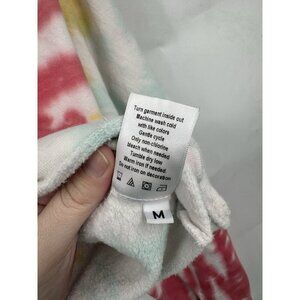 Turn garment inside out
Machine wash cold
with like colors
Gentle cycle
Only non-chlorine
bleach when needed
Tumble dry low
Warm iron if needed
Do not iron on decoration
M